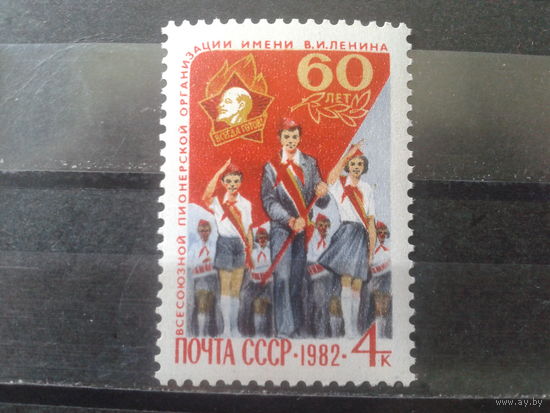 ВСЕСОЮЗНОЙ ПИОНЕРСКОЙ ОРГАНИЗАЦИИ ИМЕНИ В.И.ЛЕНИНА
60
ЛЕТ
ВСЕГДА ГОТОВ!
ПОЧТА СССР·1982·4к
www.ay.by